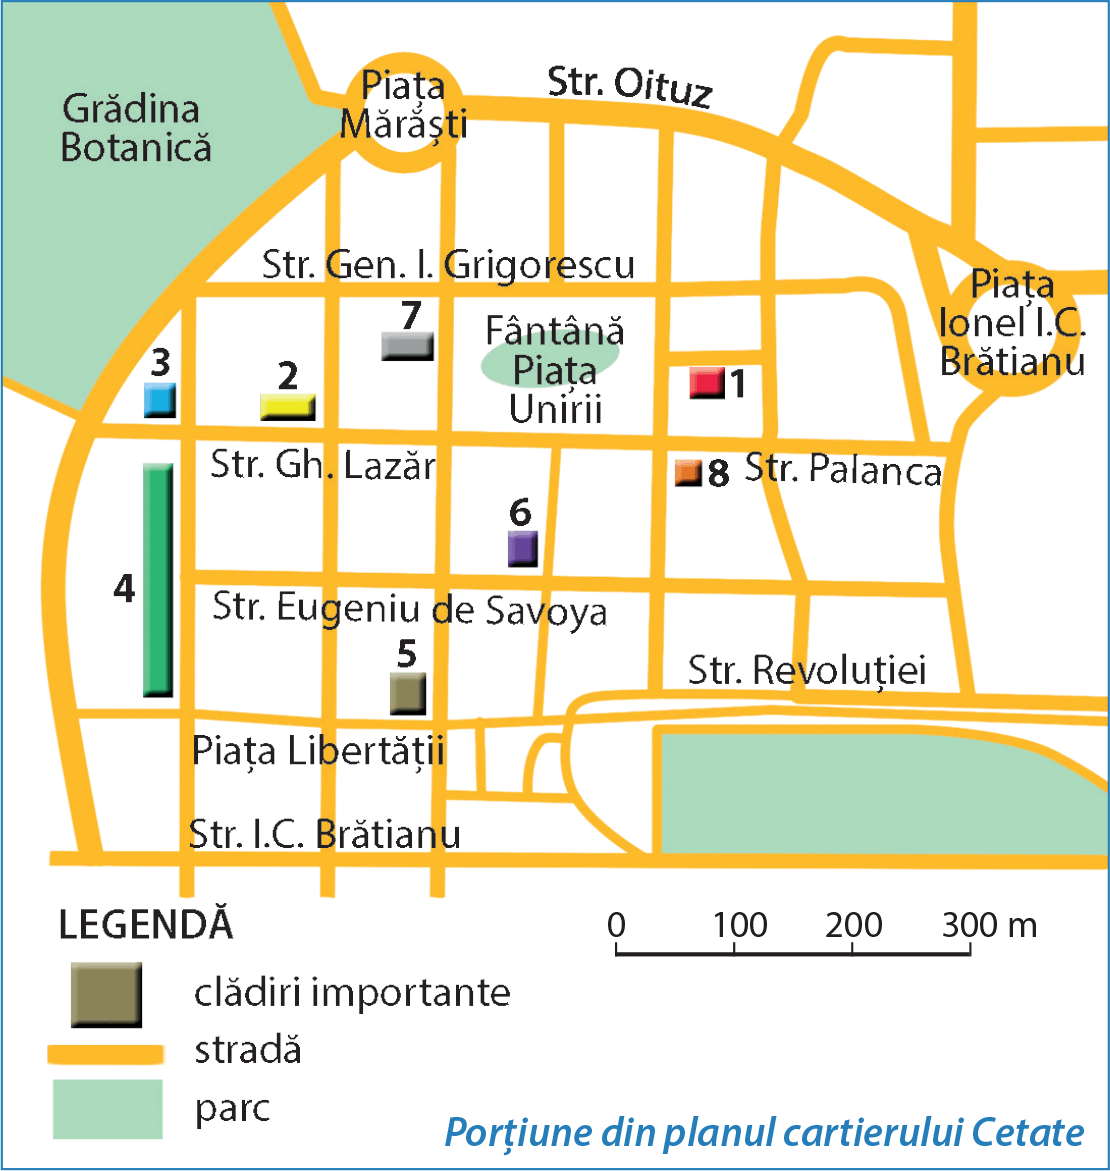 Grădina
Botanică
Piața
Mărăști
Str. Oituz
Str. Gen. I. Grigorescu
Piața
Ionel I.C.
Brătianu
7
Fântână
Piața
Unirii
3
2
1
Str. Gh. Lazăr
8
Str. Palanca
6
4
Str. Eugeniu de Savoya
5
Str. Revoluției
Piața Libertății
Str. I.C. Brătianu
LEGENDĂ
0 100 200 300 m
clădiri importante
stradă
parc
Porțiune din planul cartierului Cetate